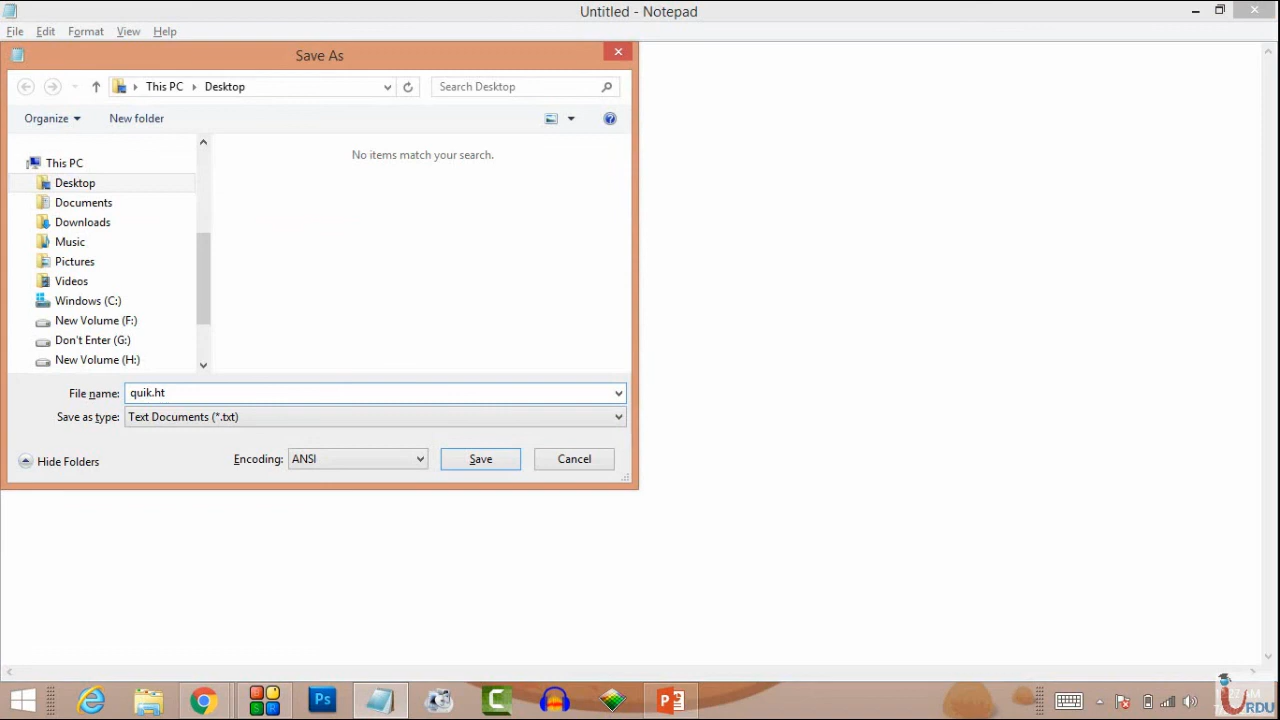 Untitled - Notepad
File Edit Format View Help
Save As
This PC Desktop
Search Desktop
Organize New folder
This PC
Desktop
Documents
Downloads
Music
Pictures
Videos
Windows (C:)
New Volume (F:)
Don't Enter (G:)
New Volume (H:)
No items match your search.
File name: quik.ht
Save as type: Text Documents (*.txt)
Hide Folders
Encoding: ANSI
Save Cancel
Ps
URDU